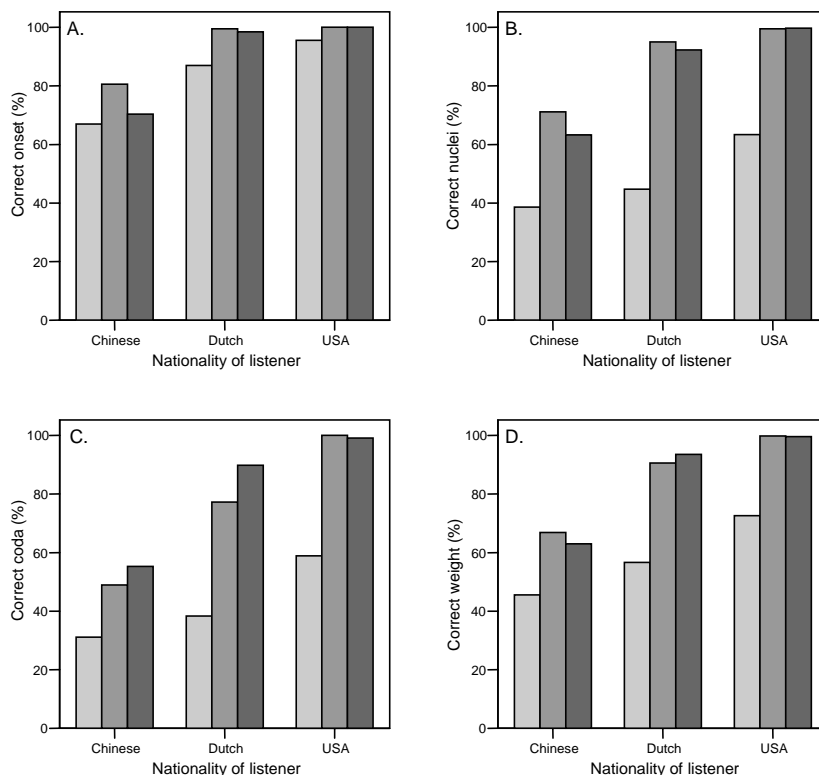 A.
Correct onset (%)
100
80
60
40
20
0
Chinese Dutch USA
Nationality of listener
B.
Correct nuclei (%)
100
80
60
40
20
0
Chinese Dutch USA
Nationality of listener
C.
Correct coda (%)
100
80
60
40
20
0
Chinese Dutch USA
Nationality of listener
D.
Correct weight (%)
100
80
60
40
20
0
Chinese Dutch USA
Nationality of listener